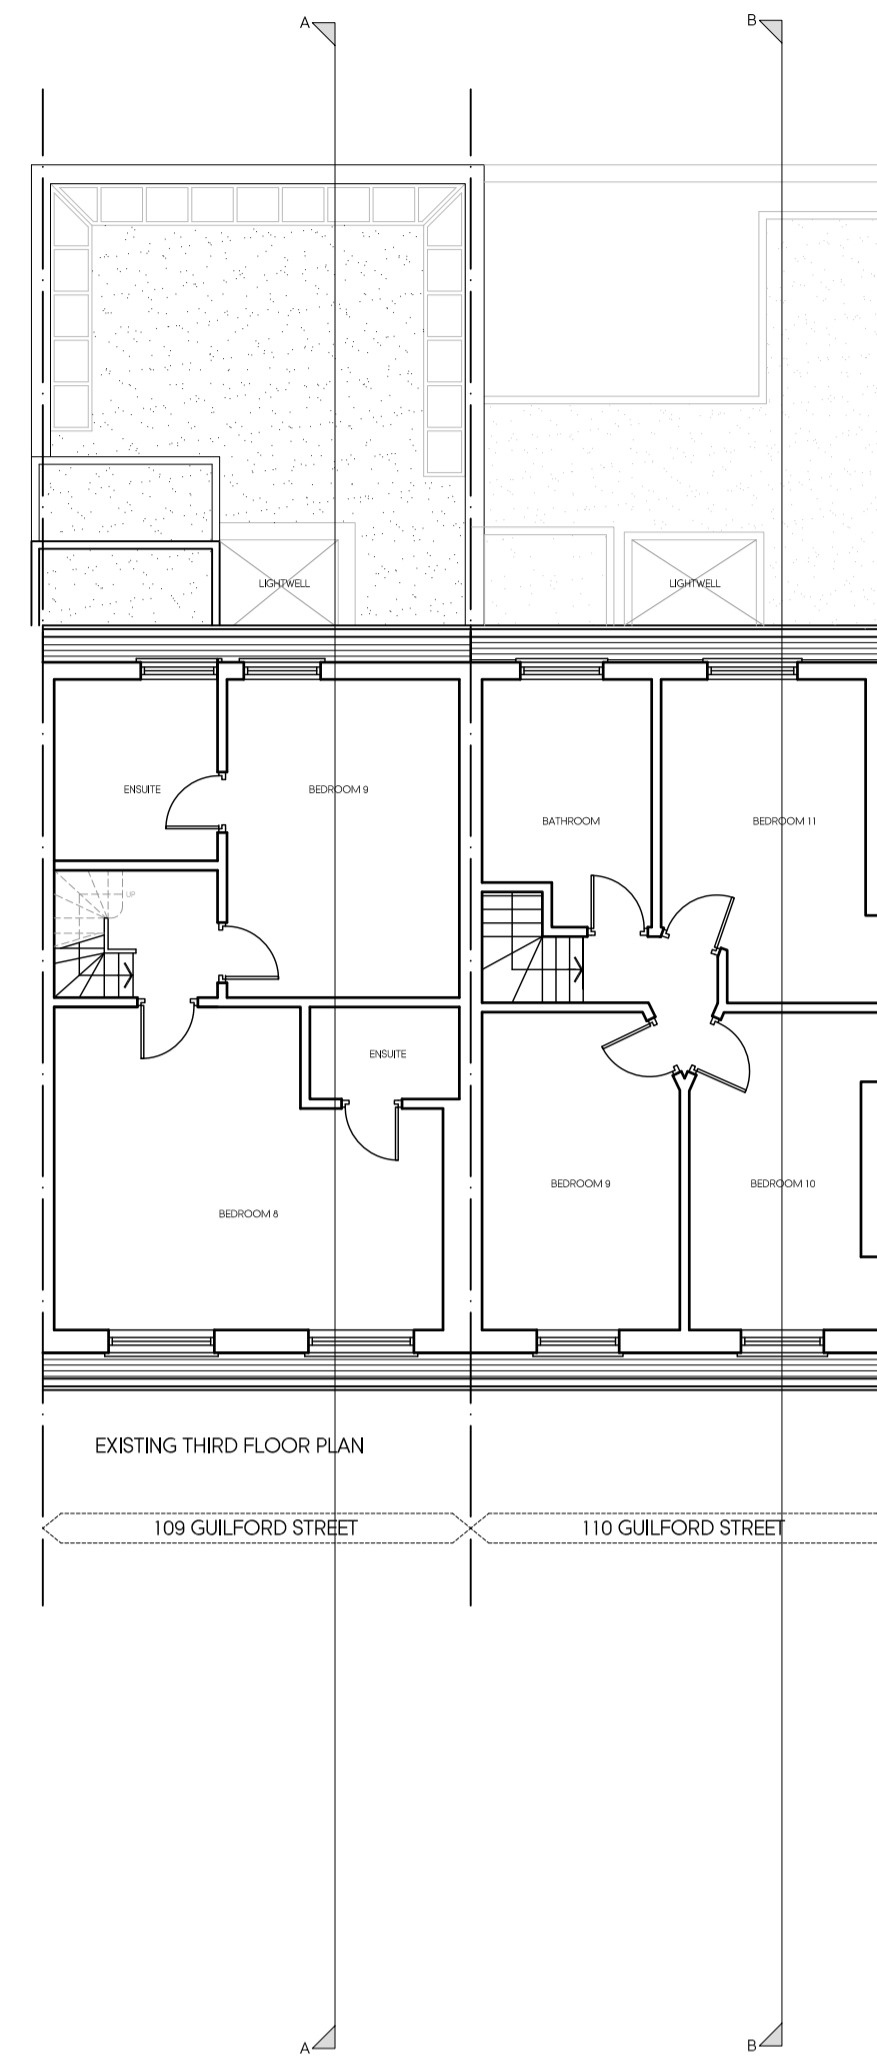 A
B
LIGHTWELL
LIGHTWELL
ENSUITE
BEDROOM 9
BATHROOM
BEDROOM 11
UP
ENSUITE
BEDROOM 9
BEDROOM 10
BEDROOM 8
EXISTING THIRD FLOOR PLAN
109 GUILFORD STREET
110 GUILFORD STREET
A
B